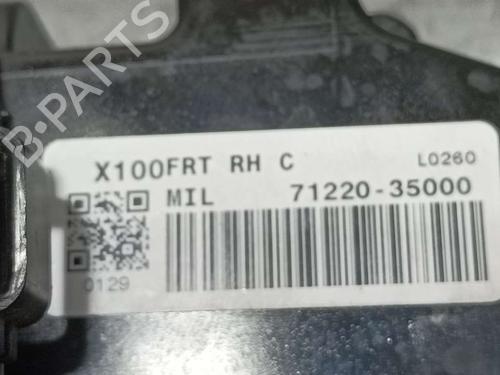 B-PARTS
X100FRT RH C L0260
MIL 71220-35000
0129